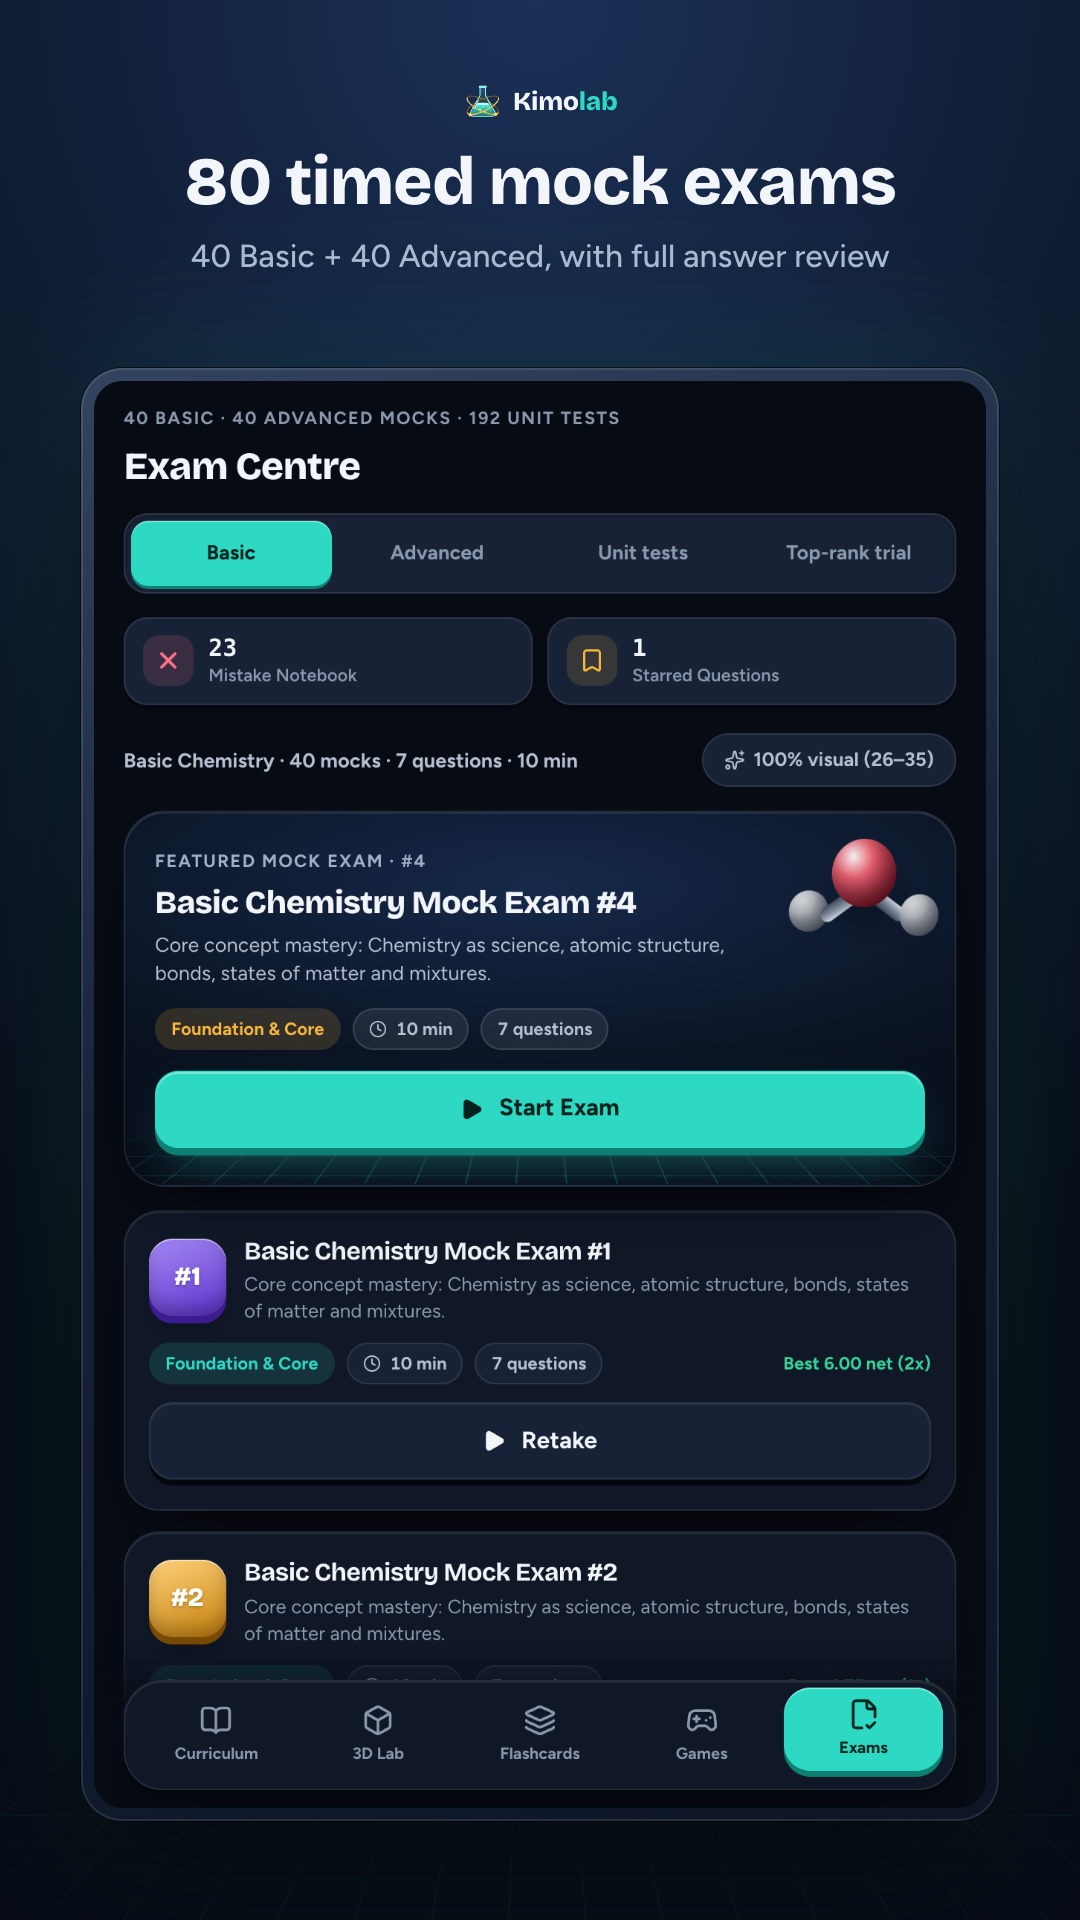 Kimolab
80 timed mock exams
40 Basic + 40 Advanced, with full answer review
40 BASIC · 40 ADVANCED MOCKS · 192 UNIT TESTS
Exam Centre
Basic
Advanced
Unit tests
Top-rank trial
23
Mistake Notebook
1
Starred Questions
Basic Chemistry · 40 mocks · 7 questions · 10 min
100% visual (26–35)
FEATURED MOCK EXAM · #4
Basic Chemistry Mock Exam #4
Core concept mastery: Chemistry as science, atomic structure,
bonds, states of matter and mixtures.
Foundation & Core
10 min
7 questions
Start Exam
#1
Basic Chemistry Mock Exam #1
Core concept mastery: Chemistry as science, atomic structure, bonds, states
of matter and mixtures.
Foundation & Core
10 min
7 questions
Best 6.00 net (2x)
Retake
#2
Basic Chemistry Mock Exam #2
Core concept mastery: Chemistry as science, atomic structure, bonds, states
of matter and mixtures.
Curriculum
3D Lab
Flashcards
Games
Exams